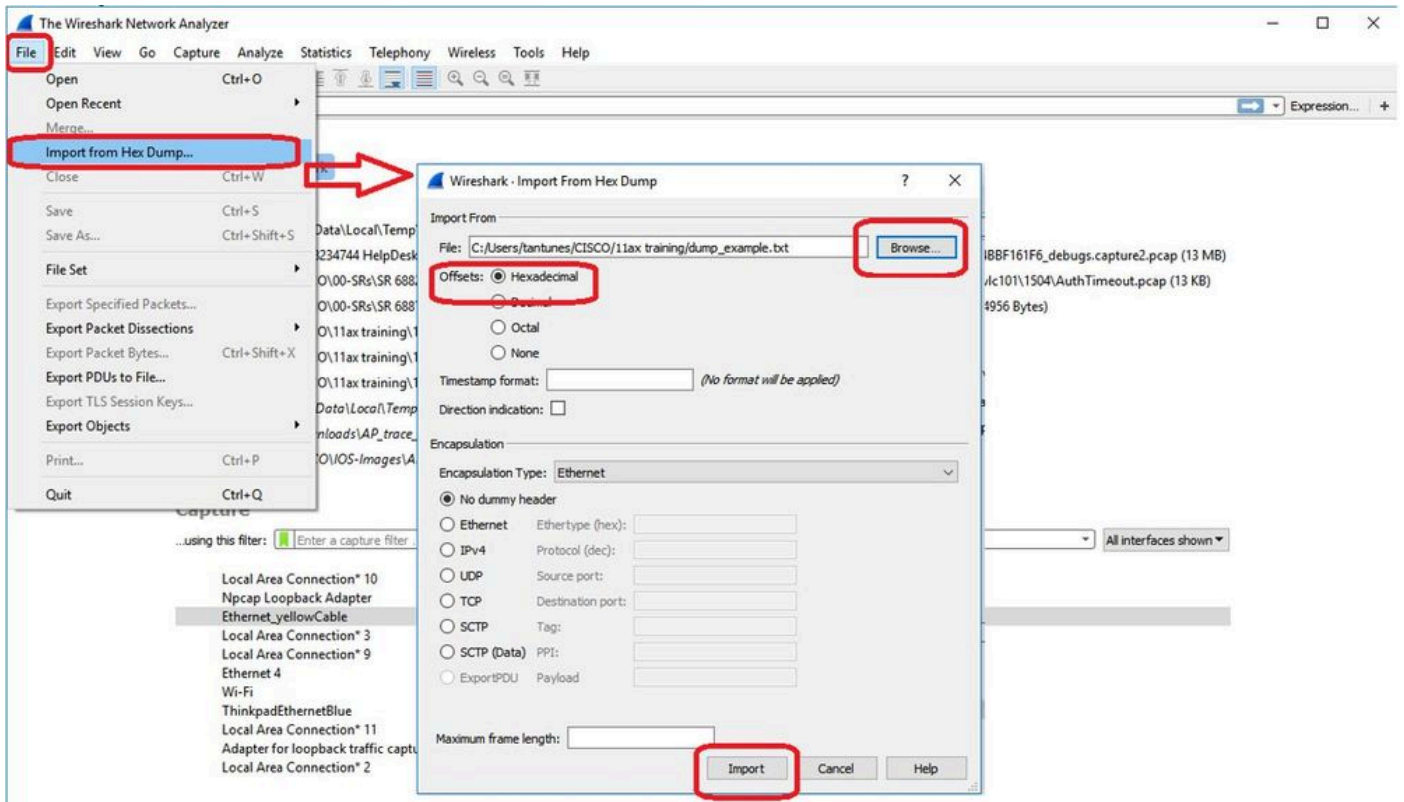 The Wireshark Network Analyzer
File Edit View Go Capture Analyze Statistics Telephony Wireless Tools Help
Open Ctrl+O
Open Recent
Merge...
Import from Hex Dump...
Close Ctrl+W
Save Ctrl+S
Save As... Ctrl+Shift+S
File Set
Export Specified Packets...
Export Packet Dissections
Export Packet Bytes... Ctrl+Shift+X
Export PDUs to File...
Export TLS Session Keys...
Export Objects
Print... Ctrl+P
Quit Ctrl+Q
Expression... +
Data\Local\Temp
3234744 HelpDesk
O\00-SRs\SR 688
O\00-SRs\SR 688
O\11ax training\1
O\11ax training\1
O\11ax training\1
Data\Local\Temp
nloads\AP_trace_
O\IOS-Images\A
Wireshark · Import From Hex Dump ? ×
Import From
File: C:/Users/tantunes/CISCO/11ax training/dump_example.txt Browse...
Offsets: Hexadecimal
Decimal
Octal
None
Timestamp format: (No format will be applied)
Direction indication:
Encapsulation
Encapsulation Type: Ethernet
No dummy header
Ethernet Ethertype (hex):
IPv4 Protocol (dec):
UDP Source port:
TCP Destination port:
SCTP Tag:
SCTP (Data) PPI:
ExportPDU Payload
Maximum frame length:
Import Cancel Help
BBF161F6_debugs.capture2.pcap (13 MB)
lc101\1504\AuthTimeout.pcap (13 KB)
4956 Bytes)
Capture
...using this filter: Enter a capture filter All interfaces shown
Local Area Connection* 10
Npcap Loopback Adapter
Ethernet_yellowCable
Local Area Connection* 3
Local Area Connection* 9
Ethernet 4
Wi-Fi
ThinkpadEthernetBlue
Local Area Connection* 11
Adapter for loopback traffic captu
Local Area Connection* 2